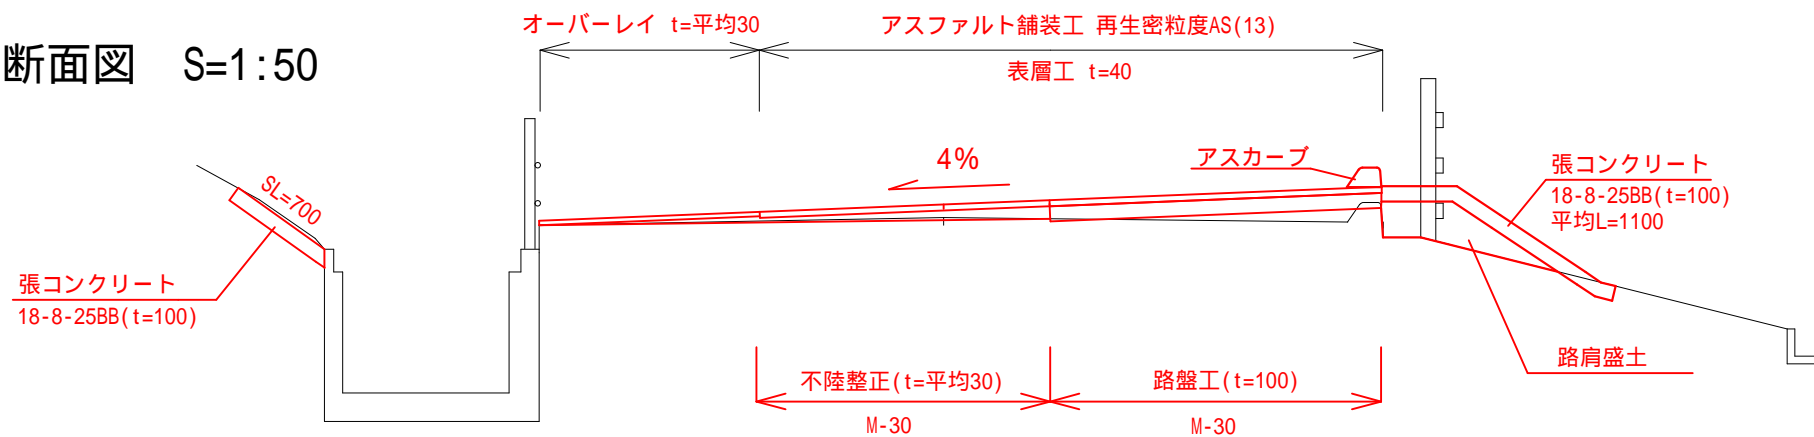 断面図 S=1:50
オーバーレイ t=平均30
アスファルト舗装工 再生密粒度AS(13)
表層工 t=40
4%
アスカーブ
張コンクリート
18-8-25BB(t=100)
平均L=1100
SL=700
張コンクリート
18-8-25BB(t=100)
路肩盛土
不陸整正(t=平均30)
M-30
路盤工(t=100)
M-30